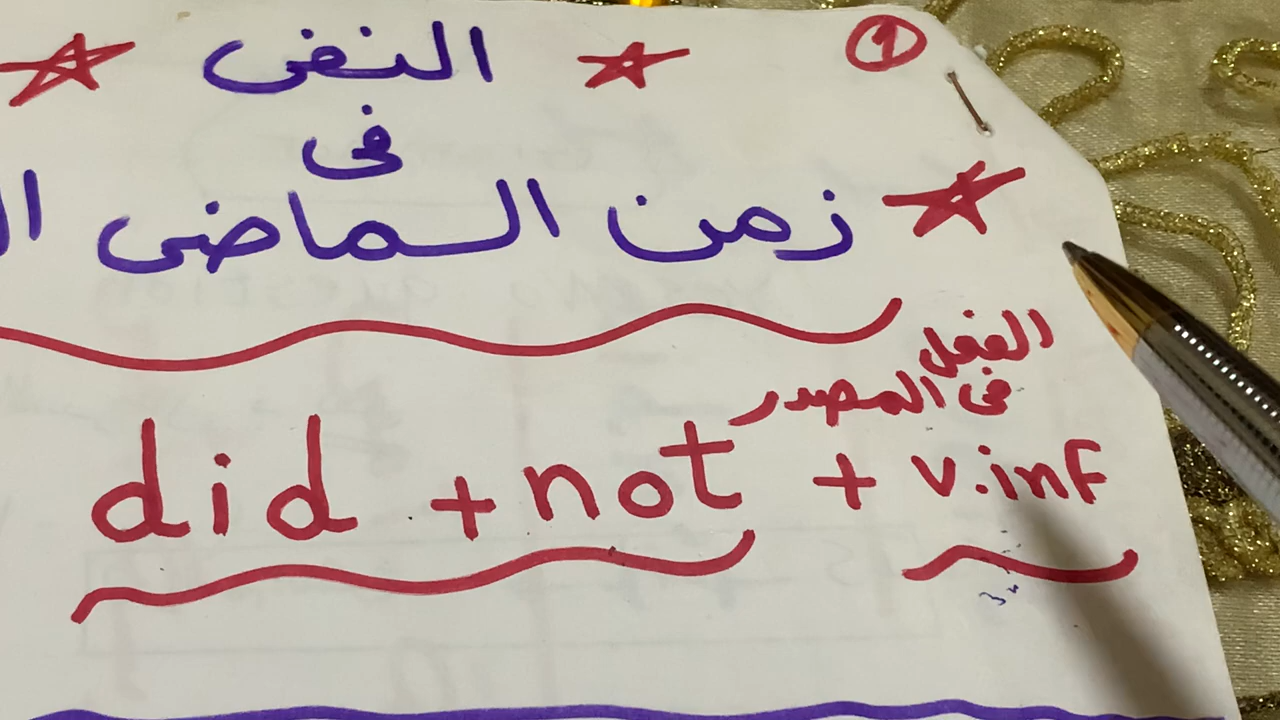 ①
النفى
فى
زمن الماضى
الفعل
فى المصدر
did + not + v.inf